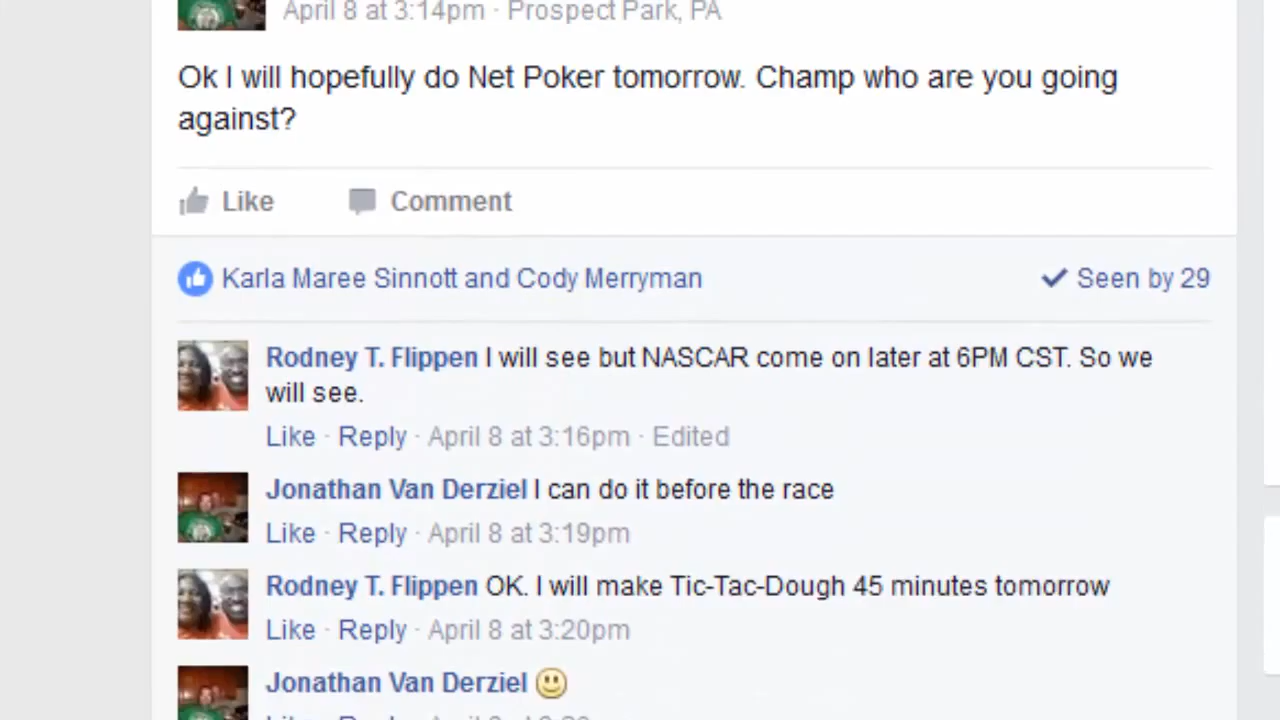 April 8 at 3:14pm · Prospect Park, PA
Ok I will hopefully do Net Poker tomorrow. Champ who are you going
against?
Like Comment
Karla Maree Sinnott and Cody Merryman Seen by 29
Rodney T. Flippen I will see but NASCAR come on later at 6PM CST. So we
will see.
Like · Reply · April 8 at 3:16pm · Edited
Jonathan Van Derziel I can do it before the race
Like · Reply · April 8 at 3:19pm
Rodney T. Flippen OK. I will make Tic-Tac-Dough 45 minutes tomorrow
Like · Reply · April 8 at 3:20pm
Jonathan Van Derziel